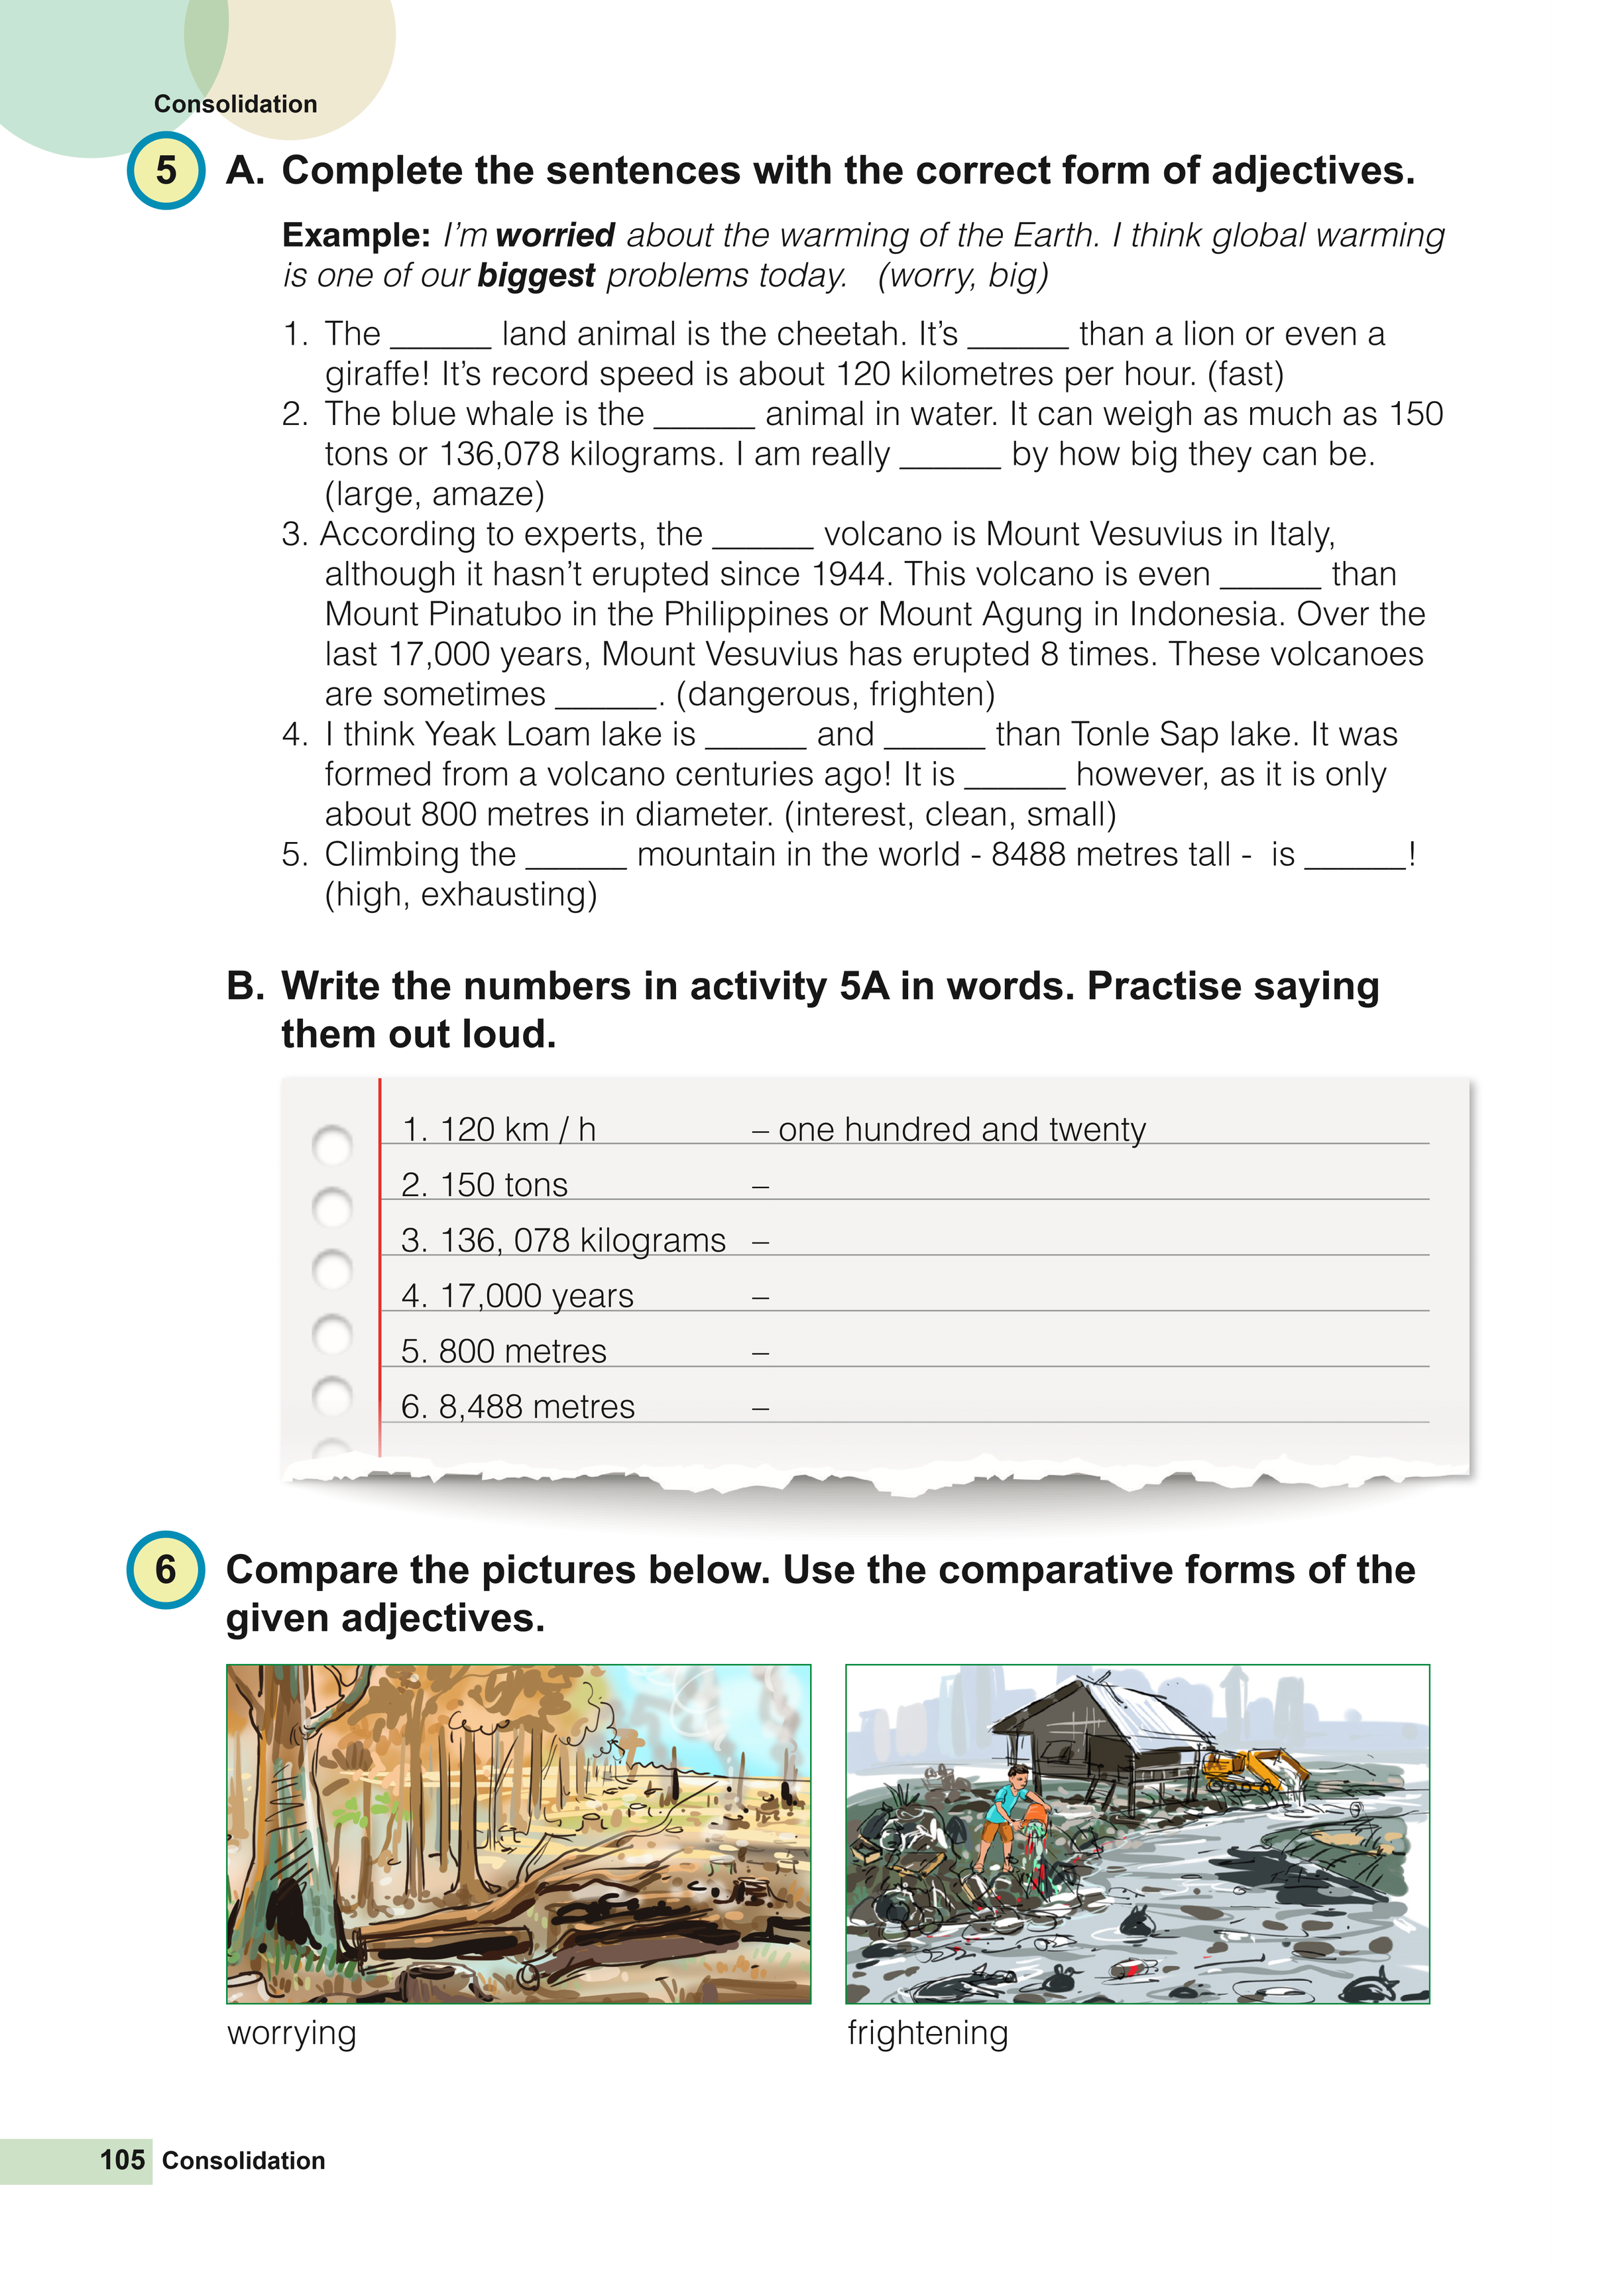 Consolidation
5 A. Complete the sentences with the correct form of adjectives.
Example: I'm worried about the warming of the Earth. I think global warming
is one of our biggest problems today. (worry, big)
1. The ______ land animal is the cheetah. It's ______ than a lion or even a
giraffe! It's record speed is about 120 kilometres per hour. (fast)
2. The blue whale is the ______ animal in water. It can weigh as much as 150
tons or 136,078 kilograms. I am really ______ by how big they can be.
(large, amaze)
3. According to experts, the ______ volcano is Mount Vesuvius in Italy,
although it hasn't erupted since 1944. This volcano is even ______ than
Mount Pinatubo in the Philippines or Mount Agung in Indonesia. Over the
last 17,000 years, Mount Vesuvius has erupted 8 times. These volcanoes
are sometimes ______. (dangerous, frighten)
4. I think Yeak Loam lake is ______ and ______ than Tonle Sap lake. It was
formed from a volcano centuries ago! It is ______ however, as it is only
about 800 metres in diameter. (interest, clean, small)
5. Climbing the ______ mountain in the world - 8488 metres tall - is ______!
(high, exhausting)
B. Write the numbers in activity 5A in words. Practise saying
them out loud.
1. 120 km / h – one hundred and twenty
2. 150 tons –
3. 136, 078 kilograms –
4. 17,000 years –
5. 800 metres –
6. 8,488 metres –
6 Compare the pictures below. Use the comparative forms of the
given adjectives.
worrying frightening
105 Consolidation